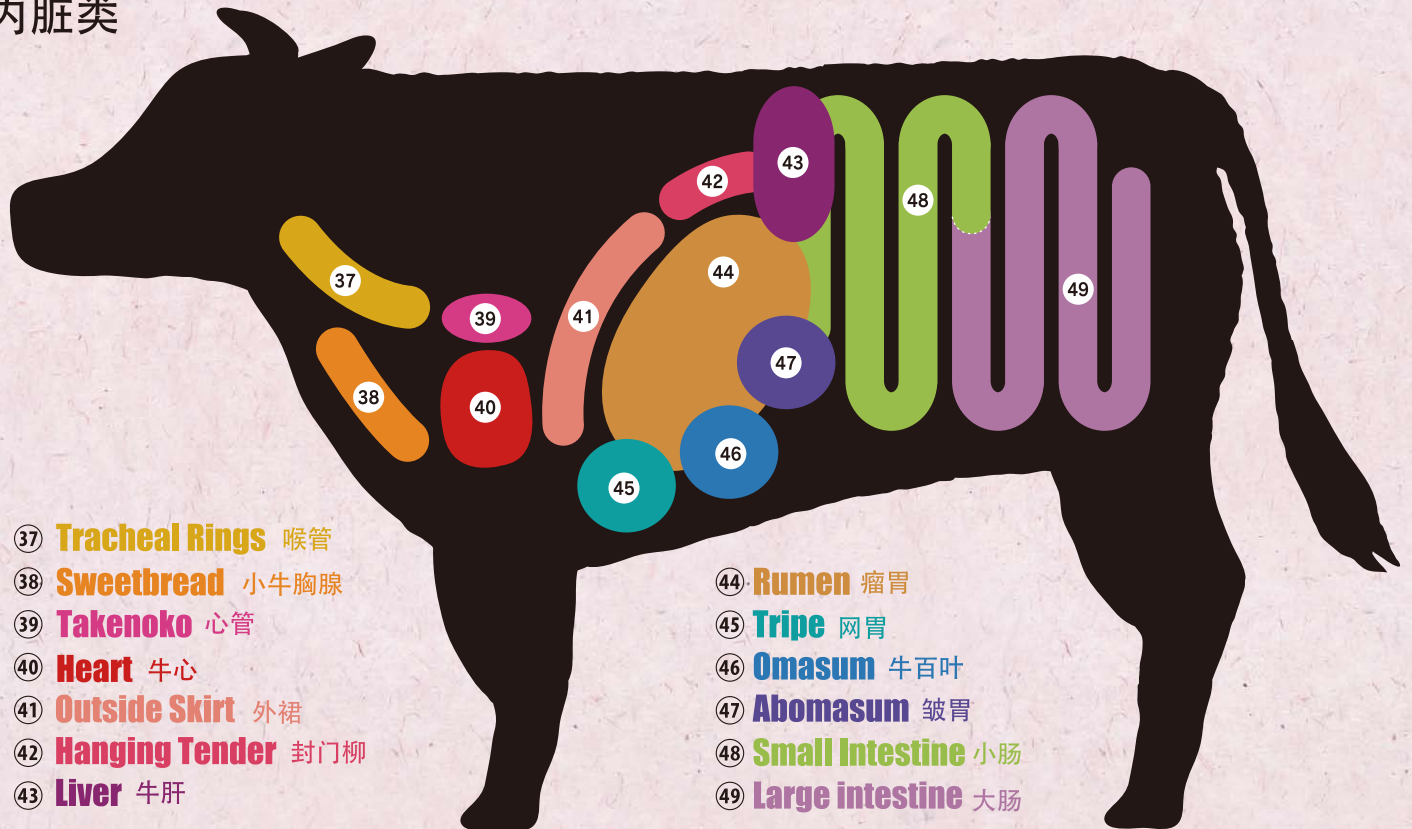 内脏类
43
42
48
44
37
49
39
41
47
38
40
46
45
37 Tracheal Rings 喉管
38 Sweetbread 小牛胸腺
39 Takenoko 心管
40 Heart 牛心
41 Outside Skirt 外裙
42 Hanging Tender 封门柳
43 Liver 牛肝
44 Rumen 瘤胃
45 Tripe 网胃
46 Omasum 牛百叶
47 Abomasum 皱胃
48 Small Intestine 小肠
49 Large intestine 大肠